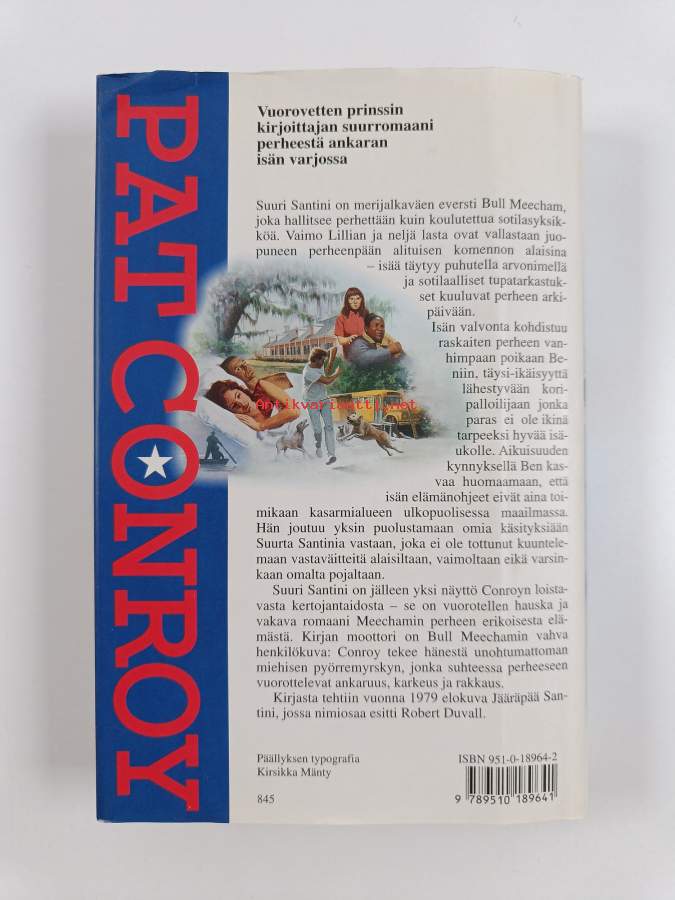 PAT CONROY
Vuorovetten prinssin
kirjoittajan suurromaani
perheestä ankaran
isän varjossa
Suuri Santini on merijalkaväen eversti Bull Meecham,
joka hallitsee perhettään kuin koulutettua sotilasyksik-
köä. Vaimo Lillian ja neljä lasta ovat vallastaan juo-
puneen perheenpään alituisen komennon alaisina
– isää täytyy puhutella arvonimellä
ja sotilaalliset tupatarkastuk-
set kuuluvat perheen arki-
päivään.
Isän valvonta kohdistuu
raskaiten perheen van-
himpaan poikaan Be-
niin, täysi-ikäisyyttä
lähestyvään kori-
palloilijaan jonka
paras ei ole ikinä
tarpeeksi hyvää isä-
ukolle. Aikuisuuden
kynnyksellä Ben kas-
vaa huomaamaan, että
isän elämänohjeet eivät aina toi-
mikaan kasarmialueen ulkopuolisessa maailmassa.
Hän joutuu yksin puolustamaan omia käsityksiään
Suurta Santinia vastaan, joka ei ole tottunut kuuntele-
maan vastaväitteitä alaisiltaan, vaimoltaan eikä varsin-
kaan omalta pojaltaan.
Suuri Santini on jälleen yksi näyttö Conroyn loista-
vasta kertojantaidosta – se on vuorotellen hauska ja
vakava romaani Meechamin perheen erikoisesta elä-
mästä. Kirjan moottori on Bull Meechamin vahva
henkilökuva: Conroy tekee hänestä unohtumattoman
miehisen pyörremyrskyn, jonka suhteessa perheeseen
vuorottelevat ankaruus, karkeus ja rakkaus.
Kirjasta tehtiin vuonna 1979 elokuva Jääräpää San-
tini, jossa nimiosaa esitti Robert Duvall.
Antikvariaatti.net
Päällyksen typografia
Kirsikka Mänty
845
ISBN 951-0-18964-2
9 789510 189641